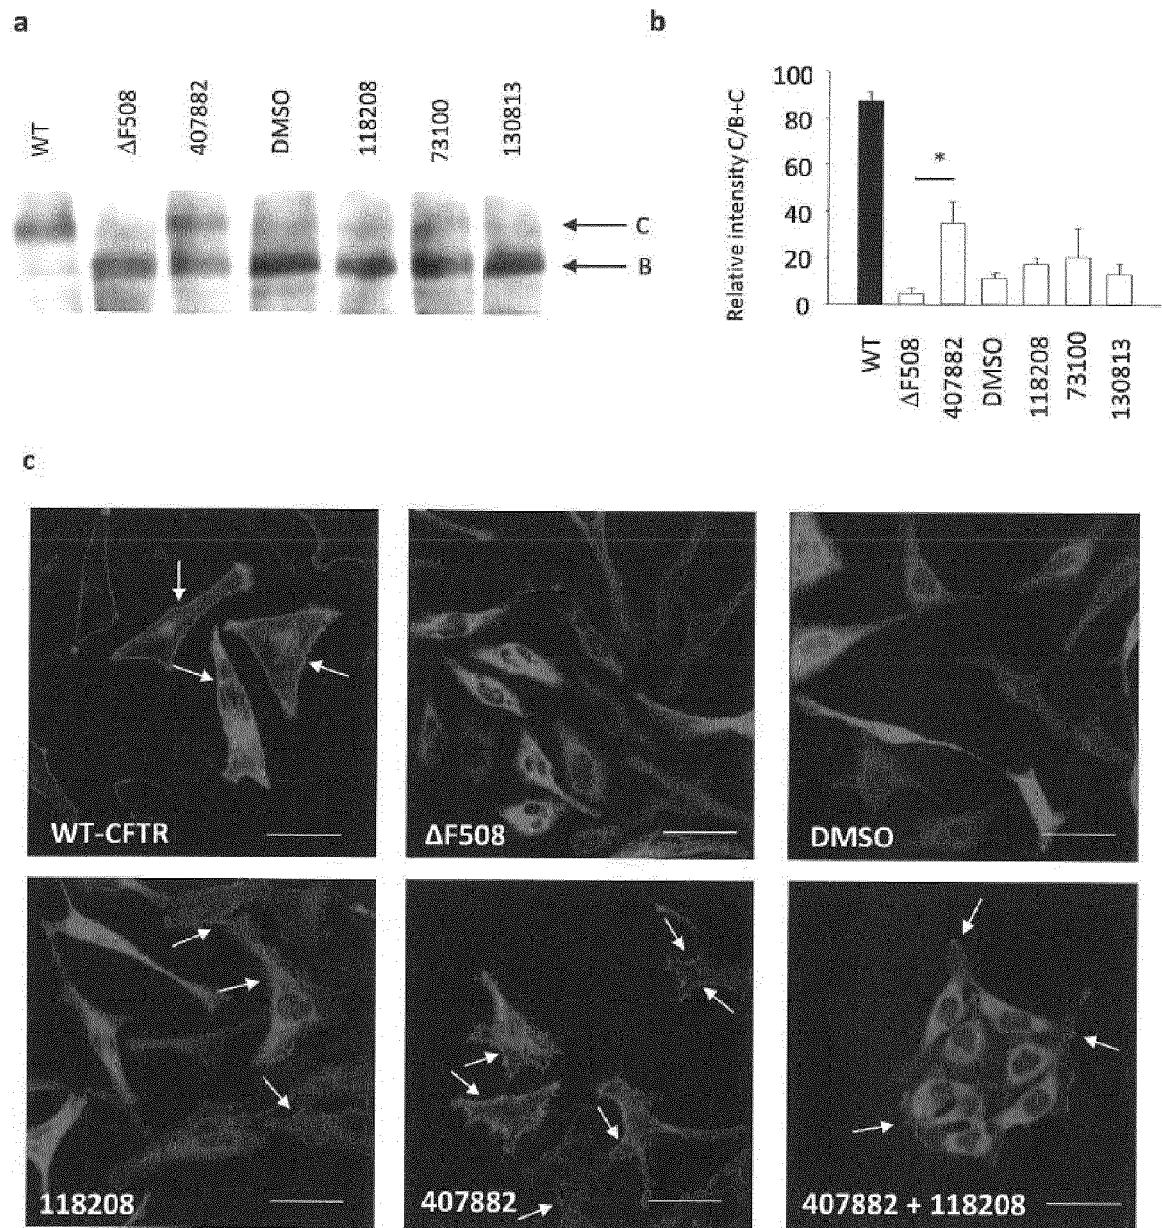 a
WT
ΔF508
407882
DMSO
118208
73100
130813
C
B
b
Relative intensity C/B+C
100
80
60
40
20
0
*
WT
ΔF508
407882
DMSO
118208
73100
130813
c
WT-CFTR
ΔF508
DMSO
118208
407882
407882 + 118208